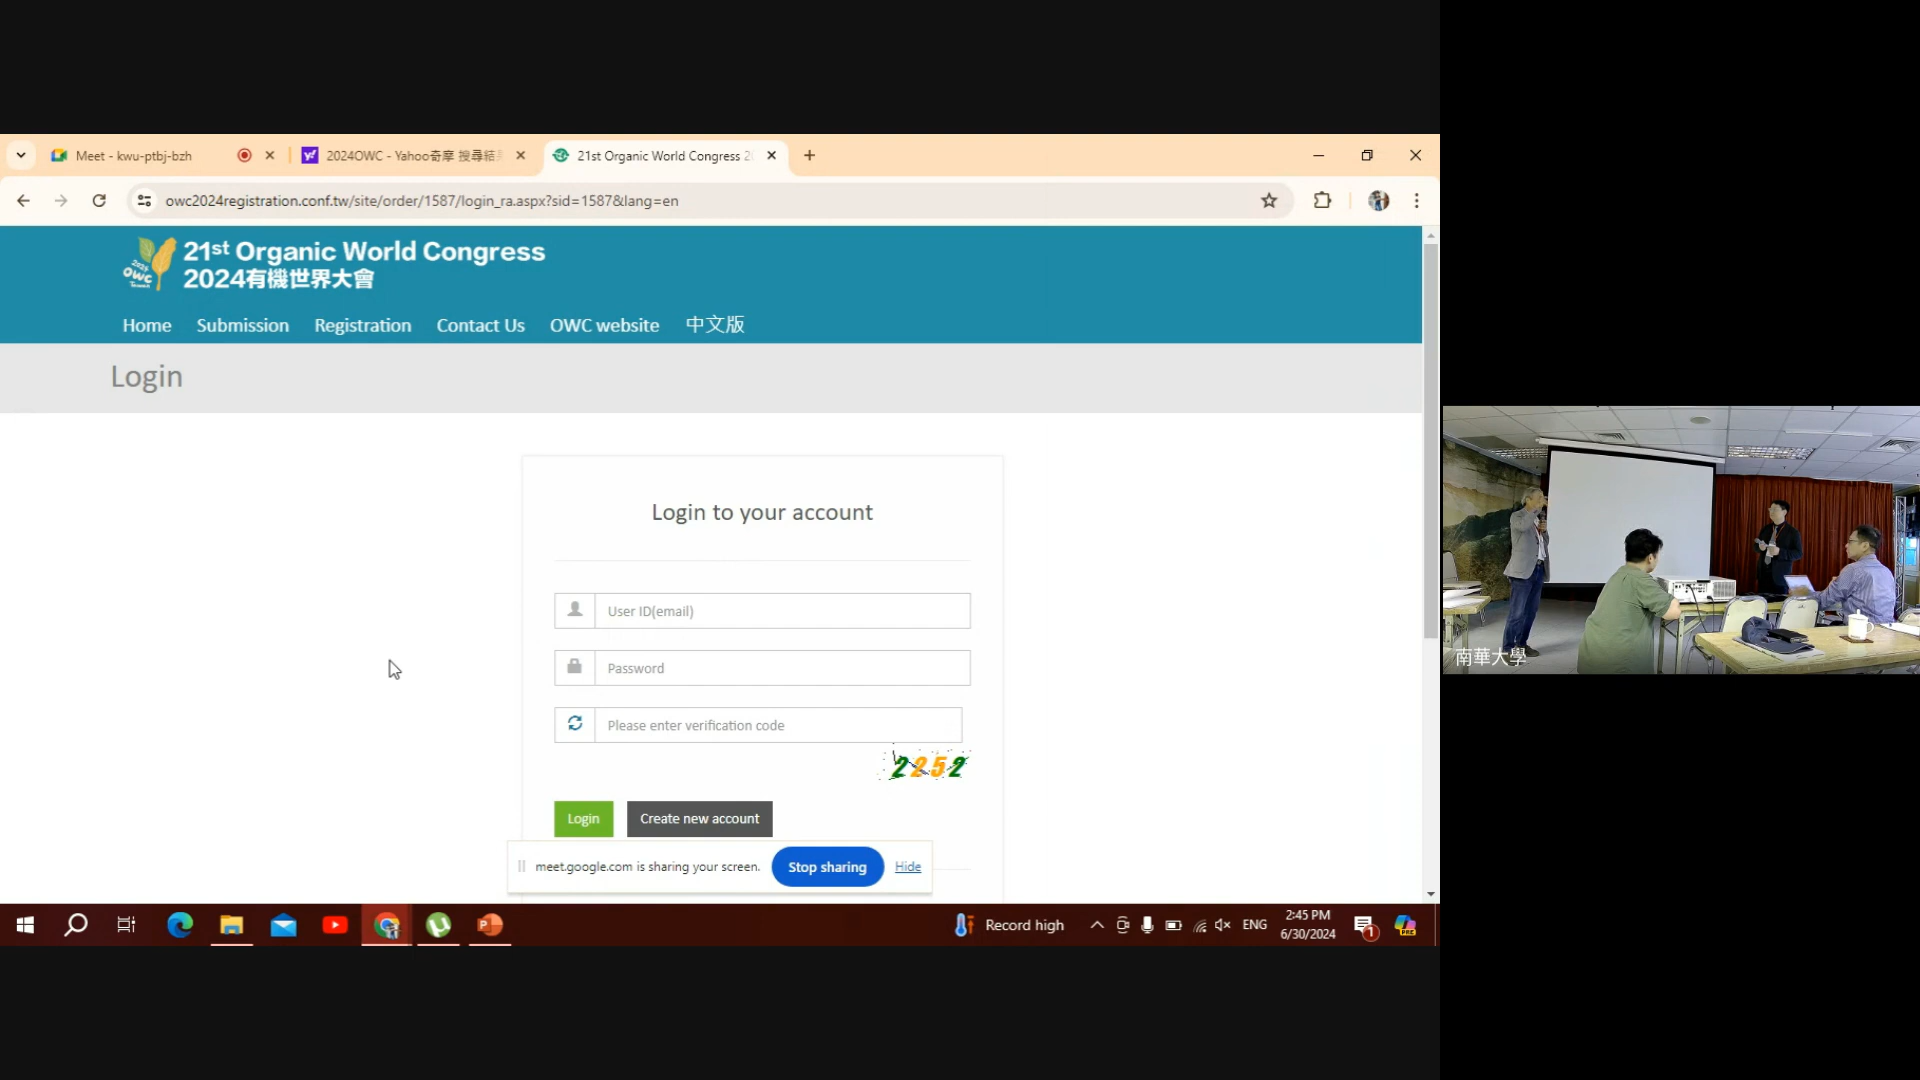 Meet - kwu-ptbj-bzh
2024OWC - Yahoo奇摩 搜尋結
21st Organic World Congress 2
owc2024registration.conf.tw/site/order/1587/login_ra.aspx?sid=1587&lang=en
2024 OWC Taiwan
21st Organic World Congress
2024有機世界大會
Home Submission Registration Contact Us OWC website 中文版
Login
Login to your account
User ID(email)
Password
Please enter verification code
2252
Login Create new account
meet.google.com is sharing your screen. Stop sharing Hide
Record high ENG 2:45 PM
6/30/2024
1
PRE
南華大學